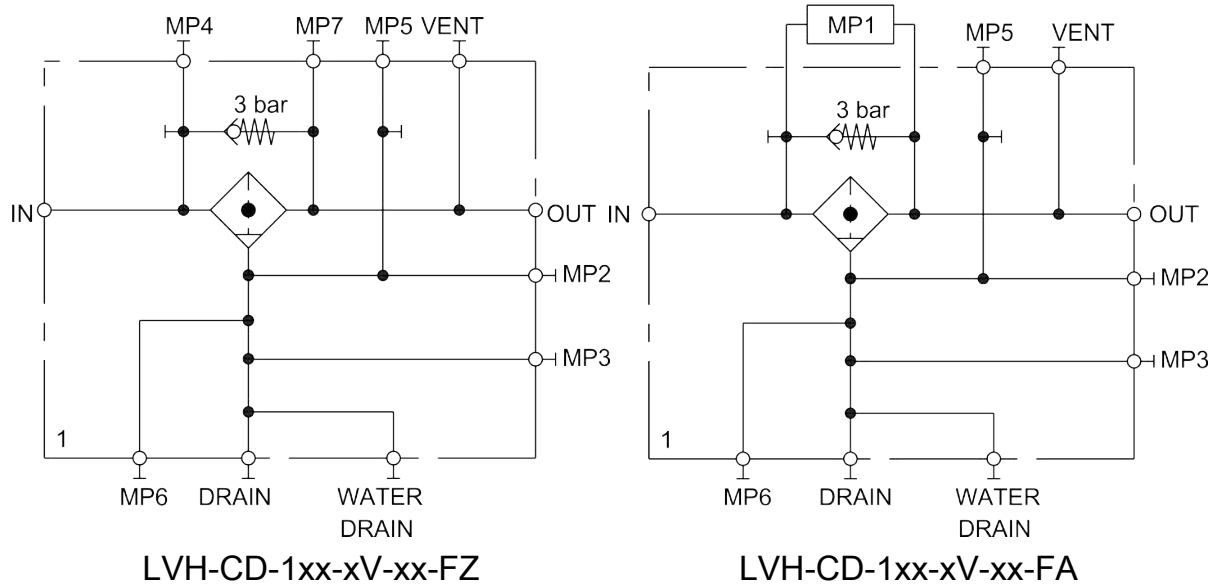 MP4 MP7 MP5 VENT
3 bar
IN
OUT
MP2
MP3
1
MP6 DRAIN WATER
DRAIN
LVH-CD-1xx-xV-xx-FZ
MP1
MP5 VENT
3 bar
IN
OUT
MP2
MP3
1
MP6 DRAIN WATER
DRAIN
LVH-CD-1xx-xV-xx-FA